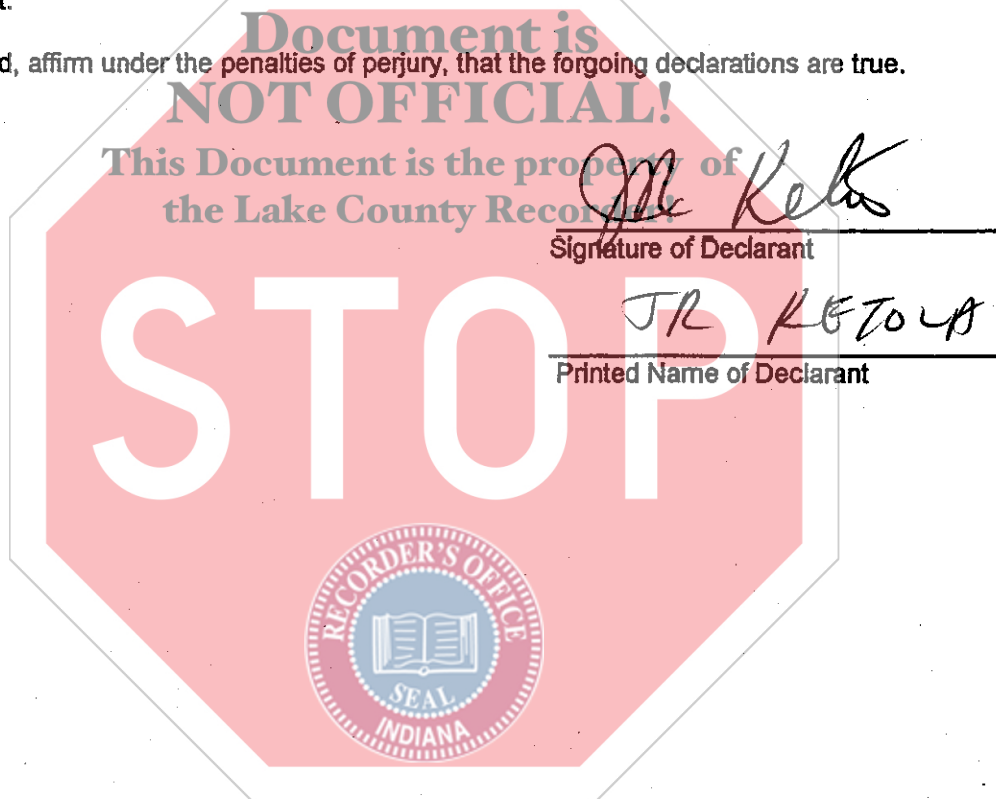 Document is
d, affirm under the penalties of perjury, that the forgoing declarations are true.
NOT OFFICIAL!
This Document is the property of
the Lake County Recorder!
Signature of Declarant
JR KETOLA
Printed Name of Declarant
STOP
RECORDER'S OFFICE
SEAL
INDIANA